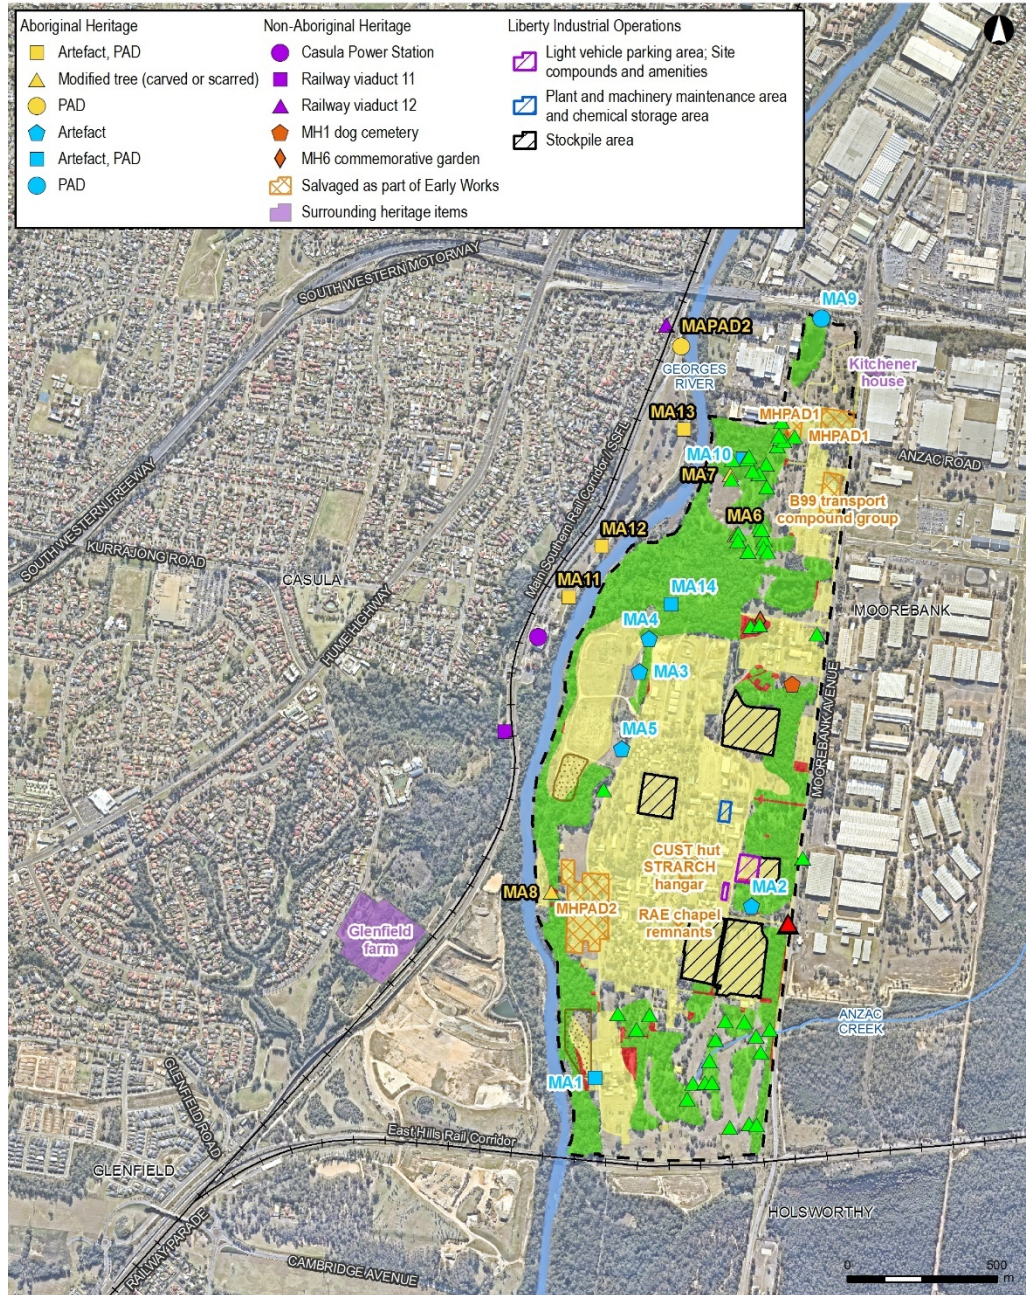 Aboriginal Heritage
Artefact, PAD
Modified tree (carved or scarred)
PAD
Artefact
Artefact, PAD
PAD
Non-Aboriginal Heritage
Casula Power Station
Railway viaduct 11
Railway viaduct 12
MH1 dog cemetery
MH6 commemorative garden
Salvaged as part of Early Works
Surrounding heritage items
Liberty Industrial Operations
Light vehicle parking area; Site
compounds and amenities
Plant and machinery maintenance area
and chemical storage area
Stockpile area
SOUTH WESTERN MOTORWAY
MA9
MAPAD2
GEORGES
RIVER
Kitchener
house
MA13
MHPAD1
MHPAD1
ANZAC ROAD
MA10
MA7
SOUTH WESTERN FREEWAY
Main Southern Rail Corridor / SSFL
B99 transport
compound group
MA6
MA12
KURRAJONG ROAD
CASULA
MA11
MA14
MOOREBANK
HUME HIGHWAY
MA4
MA3
MA5
MOOREBANK AVENUE
CUST hut
STRARCH
hangar
MA2
MA8
MHPAD2
RAE chapel
remnants
Glenfield
farm
ANZAC
CREEK
MA1
GLENFIELD ROAD
East Hills Rail Corridor
GLENFIELD
RAILWAY PARADE
HOLSWORTHY
CAMBRIDGE AVENUE
0 500
m